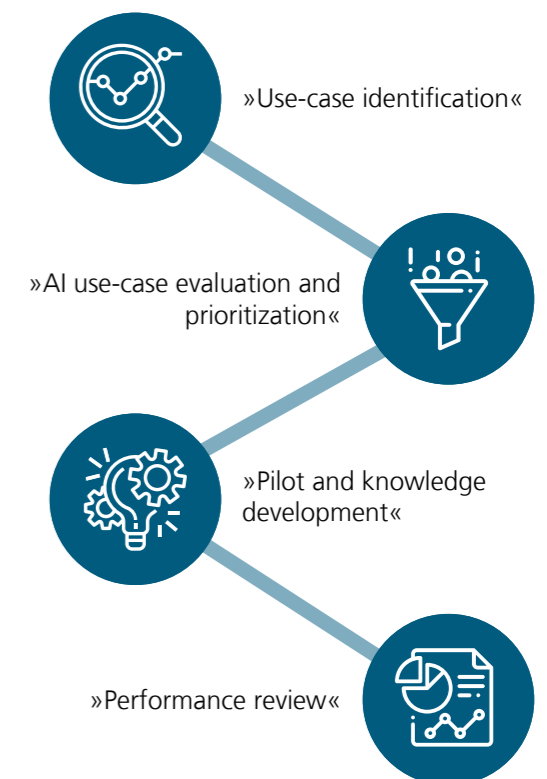 »Use-case identification«
»AI use-case evaluation and
prioritization«
»Pilot and knowledge
development«
»Performance review«